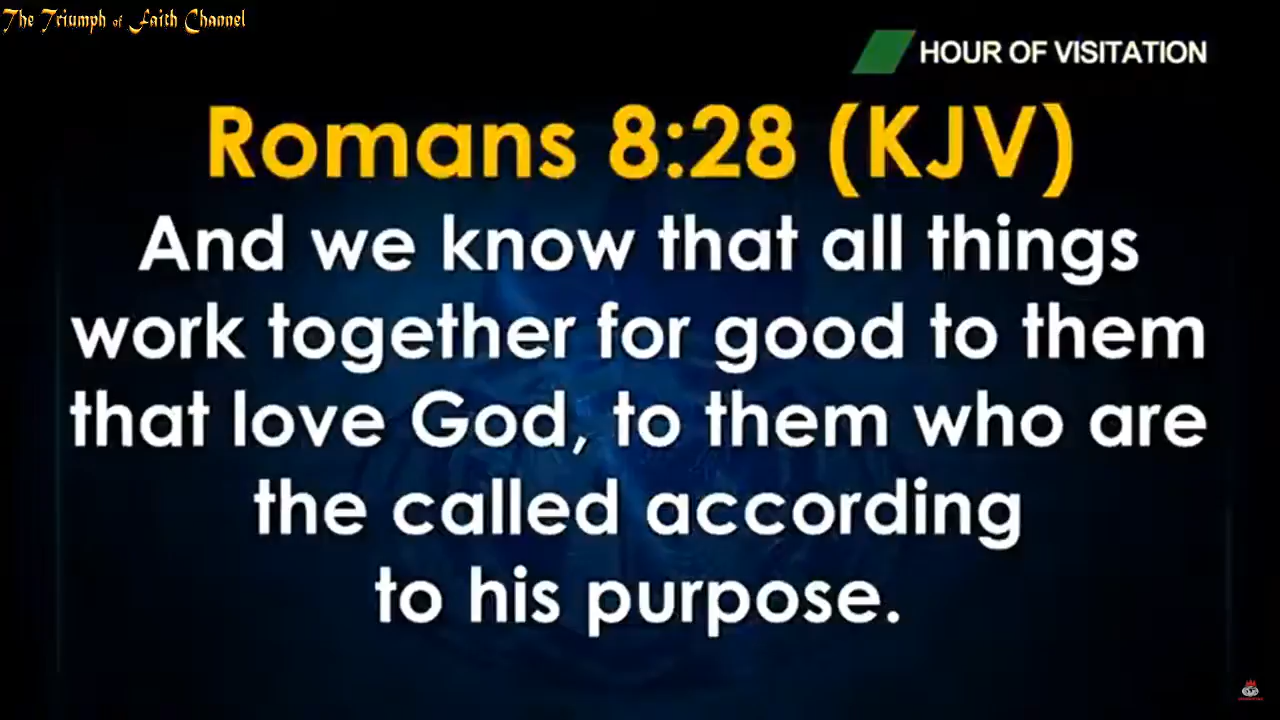 The Triumph of Faith Channel
HOUR OF VISITATION
Romans 8:28 (KJV)
And we know that all things
work together for good to them
that love God, to them who are
the called according
to his purpose.